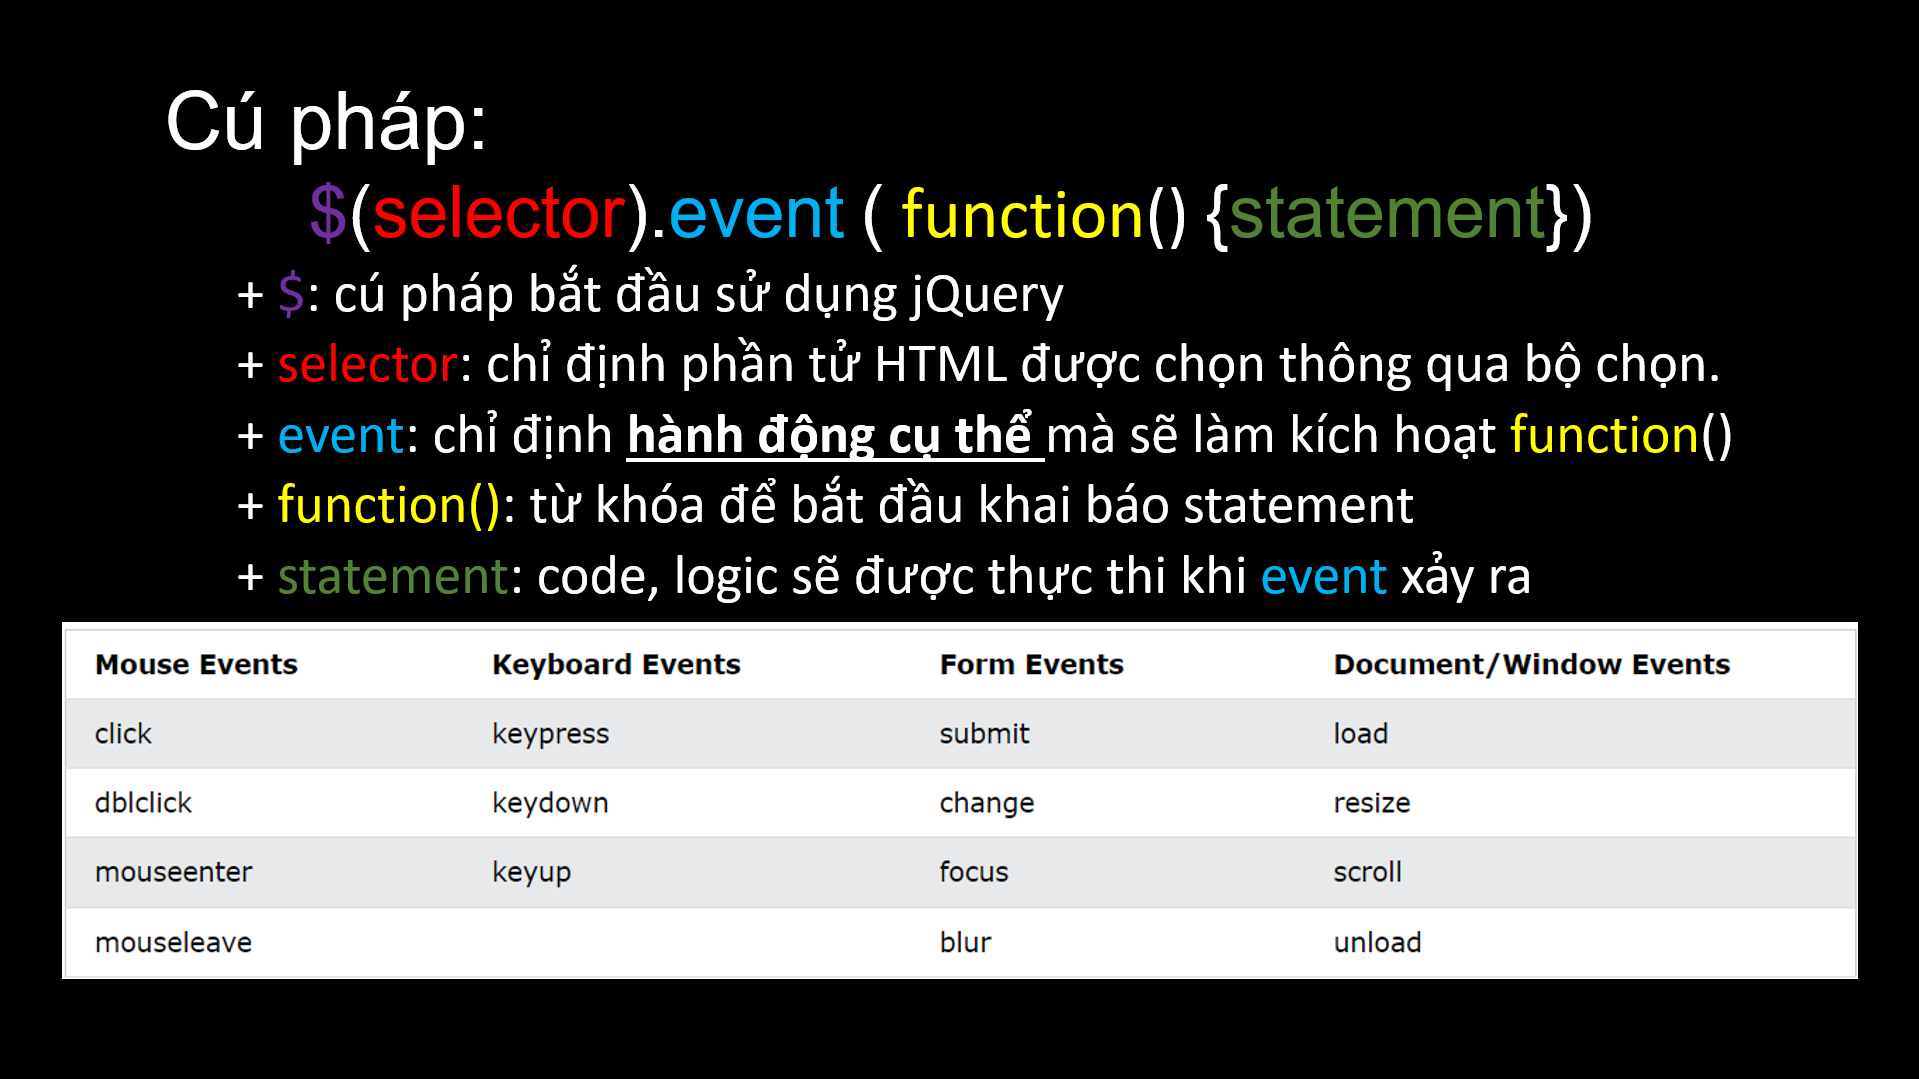 Cú pháp:
$(selector).event ( function() {statement})
+ $: cú pháp bắt đầu sử dụng jQuery
+ selector: chỉ định phần tử HTML được chọn thông qua bộ chọn.
+ event: chỉ định hành động cụ thể mà sẽ làm kích hoạt function()
+ function(): từ khóa để bắt đầu khai báo statement
+ statement: code, logic sẽ được thực thi khi event xảy ra
Mouse Events Keyboard Events Form Events Document/Window Events
click keypress submit load
dblclick keydown change resize
mouseenter keyup focus scroll
mouseleave blur unload